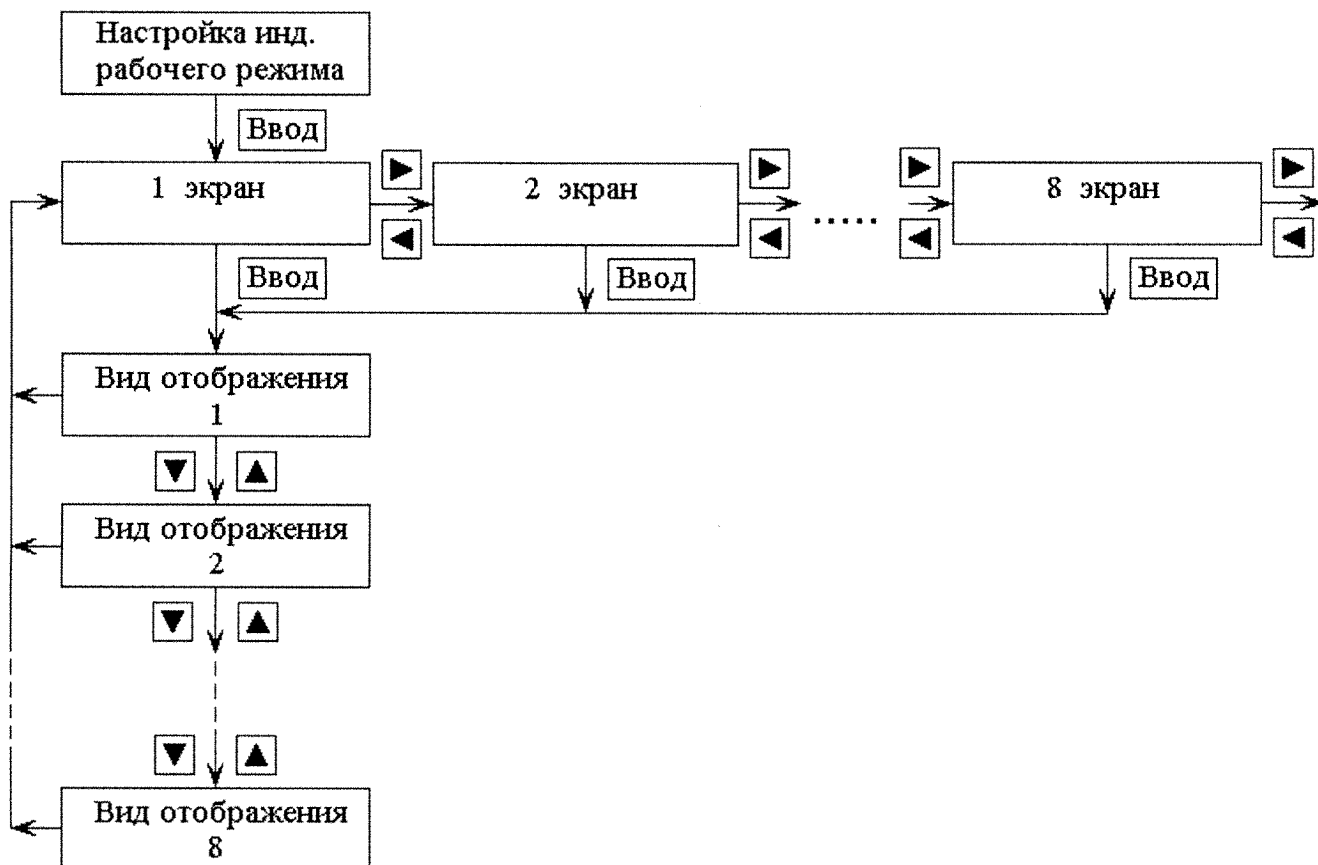 Настройка инд.
рабочего режима
Ввод
1 экран
2 экран
.....
8 экран
Ввод
Ввод
Ввод
Вид отображения
1
Вид отображения
2
Вид отображения
8